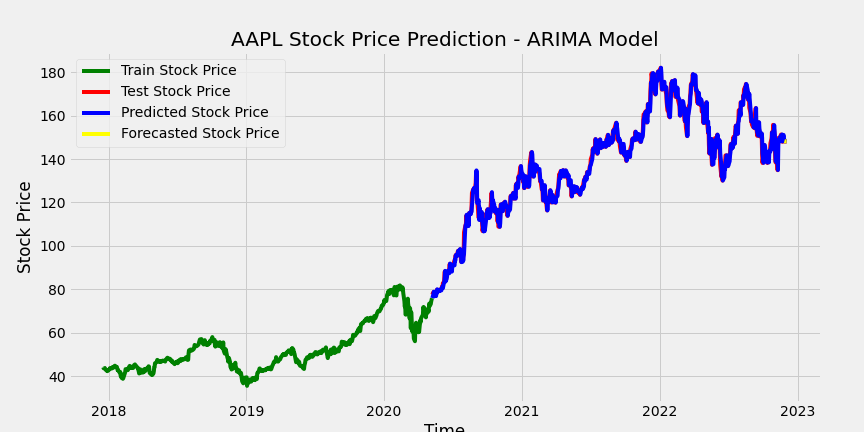 AAPL Stock Price Prediction - ARIMA Model
Train Stock Price
Test Stock Price
Predicted Stock Price
Forecasted Stock Price
Stock Price
180
160
140
120
100
80
60
40
2018 2019 2020 2021 2022 2023
Time